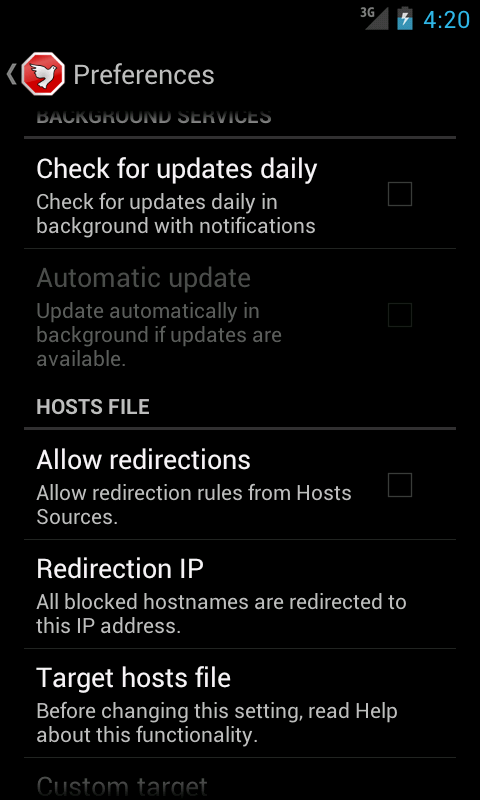 3G 4:20
Preferences
BACKGROUND SERVICES
Check for updates daily
Check for updates daily in
background with notifications
Automatic update
Update automatically in
background if updates are
available.
HOSTS FILE
Allow redirections
Allow redirection rules from Hosts
Sources.
Redirection IP
All blocked hostnames are redirected to
this IP address.
Target hosts file
Before changing this setting, read Help
about this functionality.
Custom target